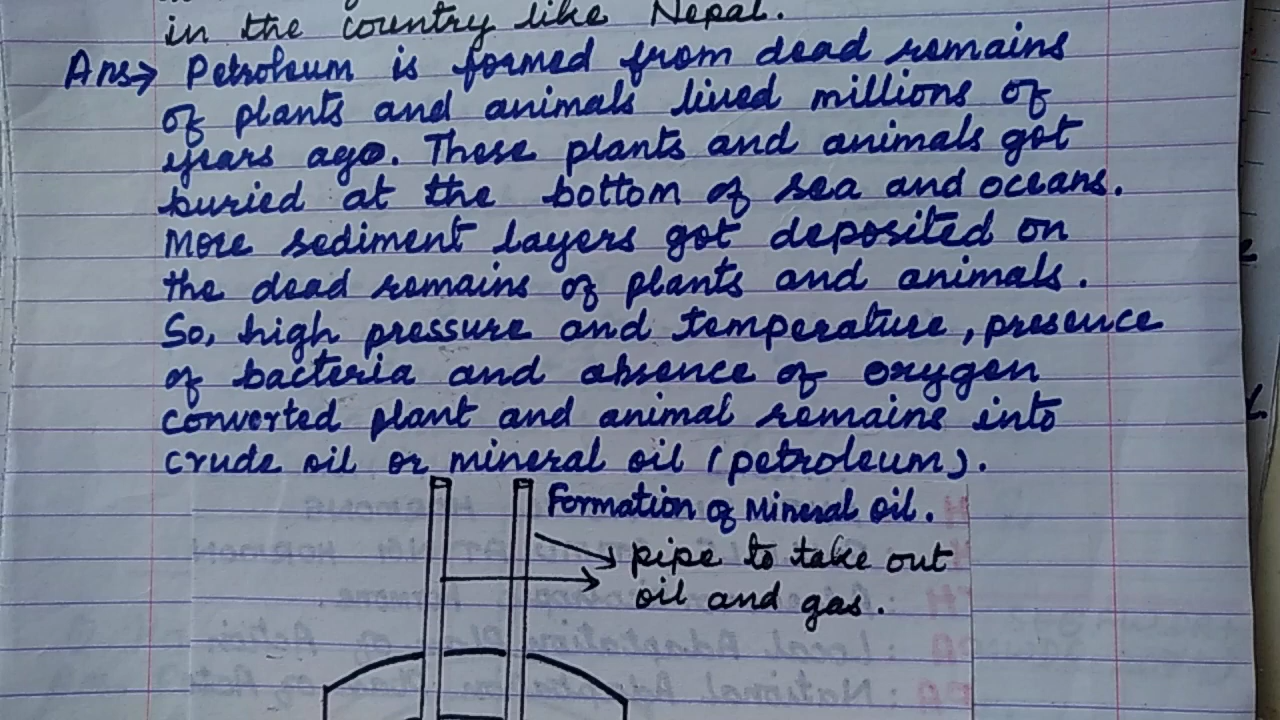 in the country like Nepal.
Ans→ Petroleum is formed from dead remains
of plants and animals lived millions of
years ago. These plants and animals got
buried at the bottom of sea and oceans.
More sediment layers got deposited on
the dead remains of plants and animals.
So, high pressure and temperature, presence
of bacteria and absence of oxygen
converted plant and animal remains into
crude oil or mineral oil (petroleum).
Formation of Mineral oil.
pipe to take out
oil and gas.